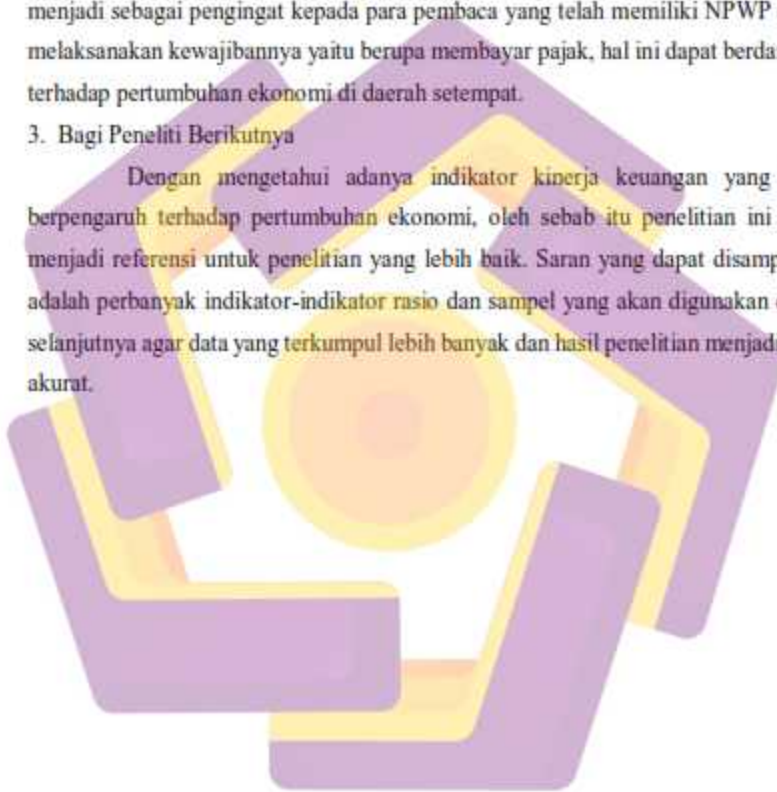 menjadi sebagai pengingat kepada para pembaca yang telah memiliki NPWP
melaksanakan kewajibannya yaitu berupa membayar pajak, hal ini dapat berda
terhadap pertumbuhan ekonomi di daerah setempat.
3. Bagi Peneliti Berikutnya
Dengan mengetahui adanya indikator kinerja keuangan yang
berpengaruh terhadap pertumbuhan ekonomi, oleh sebab itu penelitian ini
menjadi referensi untuk penelitian yang lebih baik. Saran yang dapat disamp
adalah perbanyak indikator-indikator rasio dan sampel yang akan digunakan
selanjutnya agar data yang terkumpul lebih banyak dan hasil penelitian menjadi
akurat.